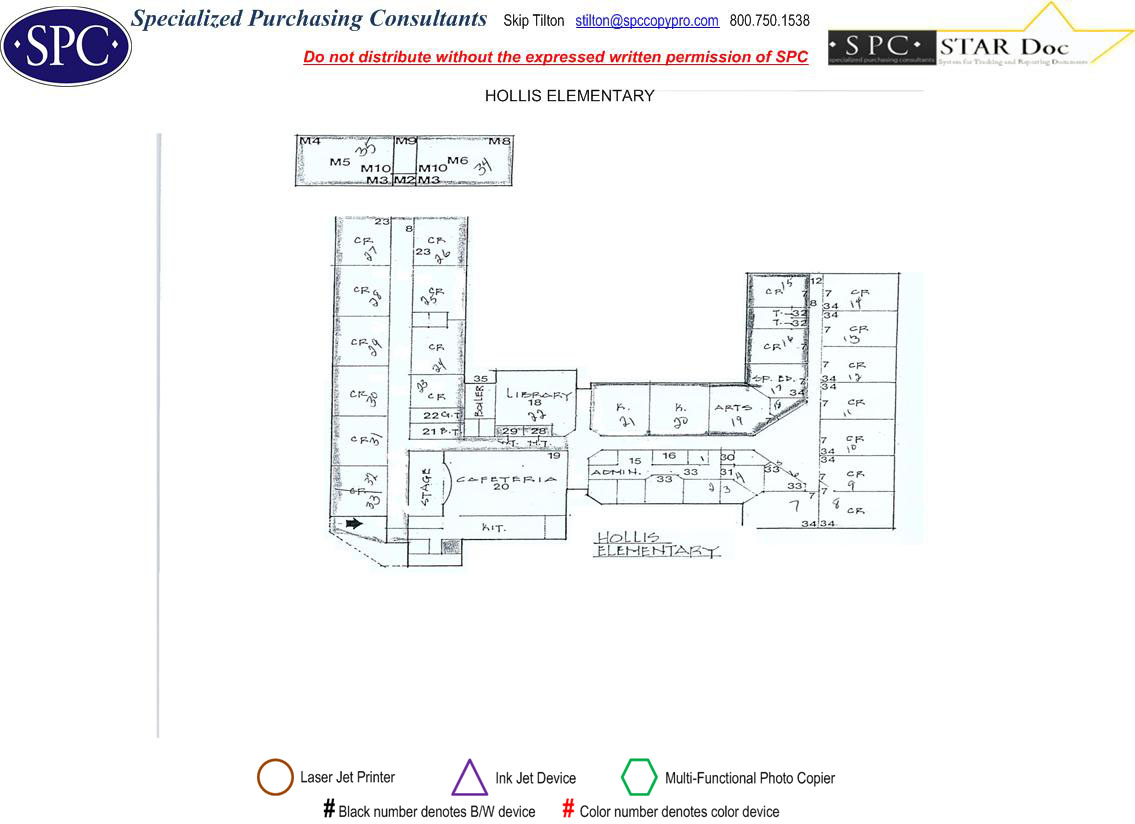 SPC
Specialized Purchasing Consultants Skip Tilton stilton@spccopypro.com 800.750.1538
Do not distribute without the expressed written permission of SPC
SPC STAR Doc
specialized purchasing consultants System for Tracking and Reporting Documents
HOLLIS ELEMENTARY
M4 M9 M8
35
M5 M6 34
M10 M10
M3 M2 M3
23 8
CR 27
CR 23 26
CR 28
CR 25
CR 29
CR 24
CR 30
23 CR
22 G.T.
21 B.T.
CR 31
32
CR
33
35
BOILER
LIBRARY
18
22
29 28
19
STAGE
CAFETERIA
20
KIT.
K. 21
K. 20
ARTS 19
18
15 16 1 30
ADMIN. 33 31 4
33 2 3
33
33
12
CR 15 7
8
T. 32
T. 32
CR 16 7
SP. ED. 7
17 34
7 CR 14
34
34
7 CR 13
7 CR 12
34
34
7 CR 11
7 CR 10
34
34
7 CR 9
7 7
7 8 CR
34 34
HOLLIS
ELEMENTARY
Laser Jet Printer Ink Jet Device Multi-Functional Photo Copier
# Black number denotes B/W device # Color number denotes color device